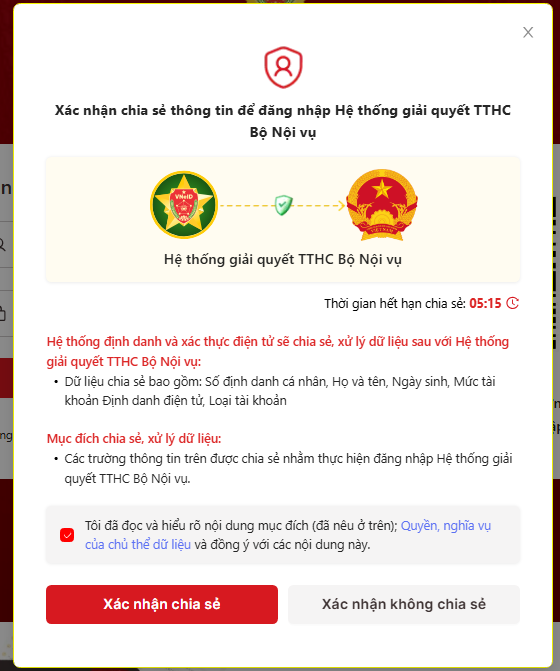 Xác nhận chia sẻ thông tin để đăng nhập Hệ thống giải quyết TTHC
Bộ Nội vụ
VNeID
VIỆT NAM
Hệ thống giải quyết TTHC Bộ Nội vụ
Thời gian hết hạn chia sẻ: 05:15
Hệ thống định danh và xác thực điện tử sẽ chia sẻ, xử lý dữ liệu sau với Hệ thống
giải quyết TTHC Bộ Nội vụ:
• Dữ liệu chia sẻ bao gồm: Số định danh cá nhân, Họ và tên, Ngày sinh, Mức tài
khoản Định danh điện tử, Loại tài khoản
Mục đích chia sẻ, xử lý dữ liệu:
• Các trường thông tin trên được chia sẻ nhằm thực hiện đăng nhập Hệ thống giải
quyết TTHC Bộ Nội vụ.
Tôi đã đọc và hiểu rõ nội dung mục đích (đã nêu ở trên); Quyền, nghĩa vụ
của chủ thể dữ liệu và đồng ý với các nội dung này.
Xác nhận chia sẻ
Xác nhận không chia sẻ